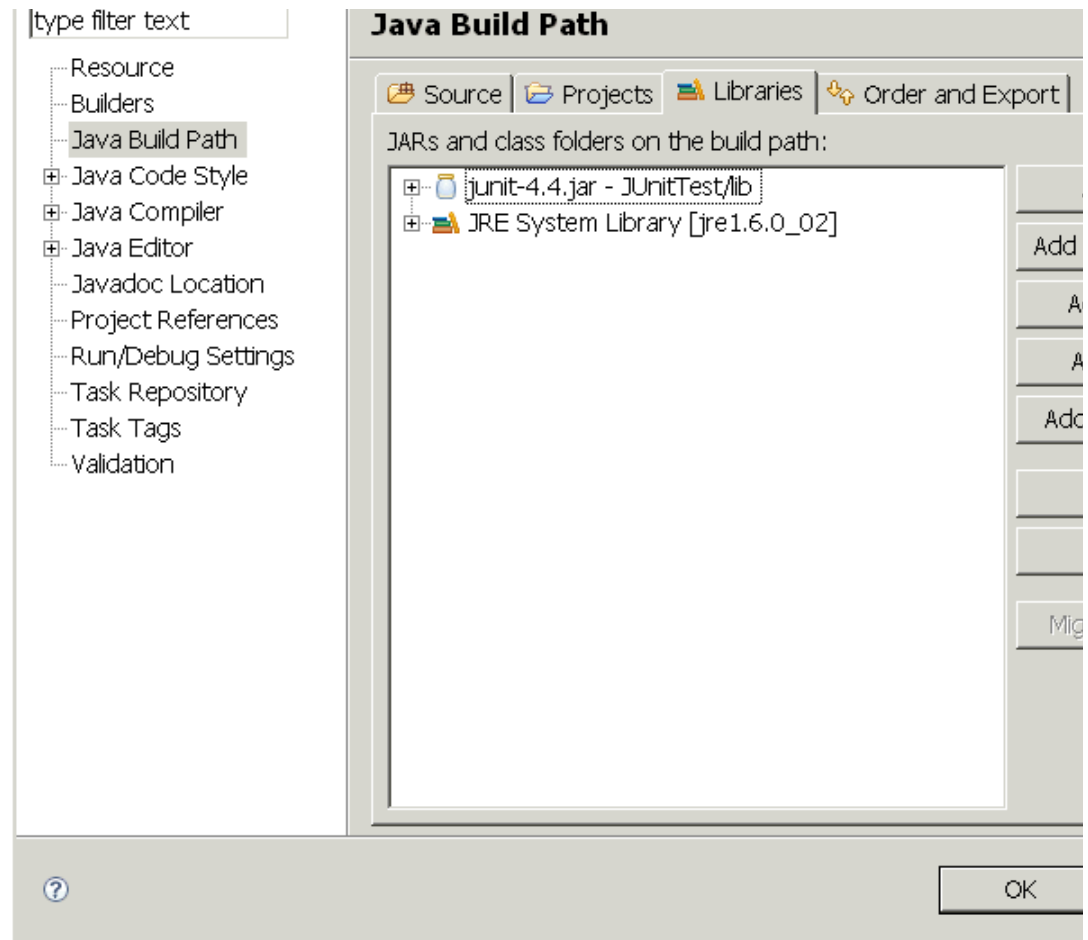 type filter text
Resource
Builders
Java Build Path
Java Code Style
Java Compiler
Java Editor
Javadoc Location
Project References
Run/Debug Settings
Task Repository
Task Tags
Validation
Java Build Path
Source Projects Libraries Order and Export
JARs and class folders on the build path:
junit-4.4.jar - JUnitTest/lib
JRE System Library [jre1.6.0_02]
Add
OK